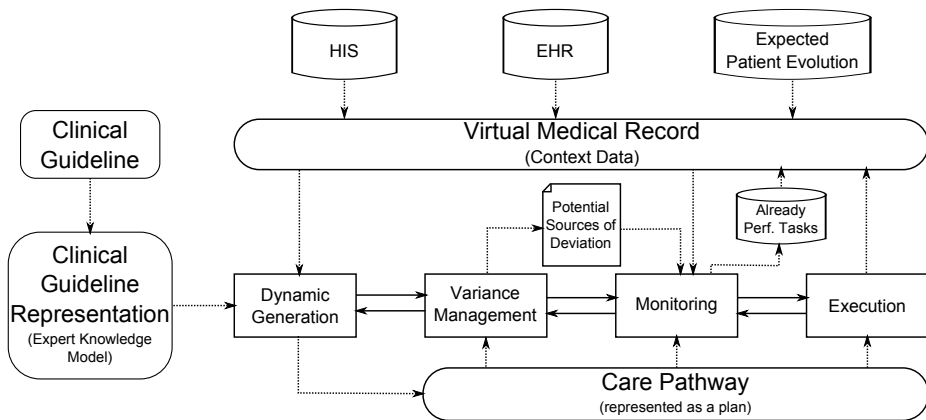 HIS
EHR
Expected
Patient Evolution
Clinical
Guideline
Virtual Medical Record
(Context Data)
Potential
Sources of
Deviation
Already
Perf. Tasks
Clinical
Guideline
Representation
(Expert Knowledge
Model)
Dynamic
Generation
Variance
Management
Monitoring
Execution
Care Pathway
(represented as a plan)